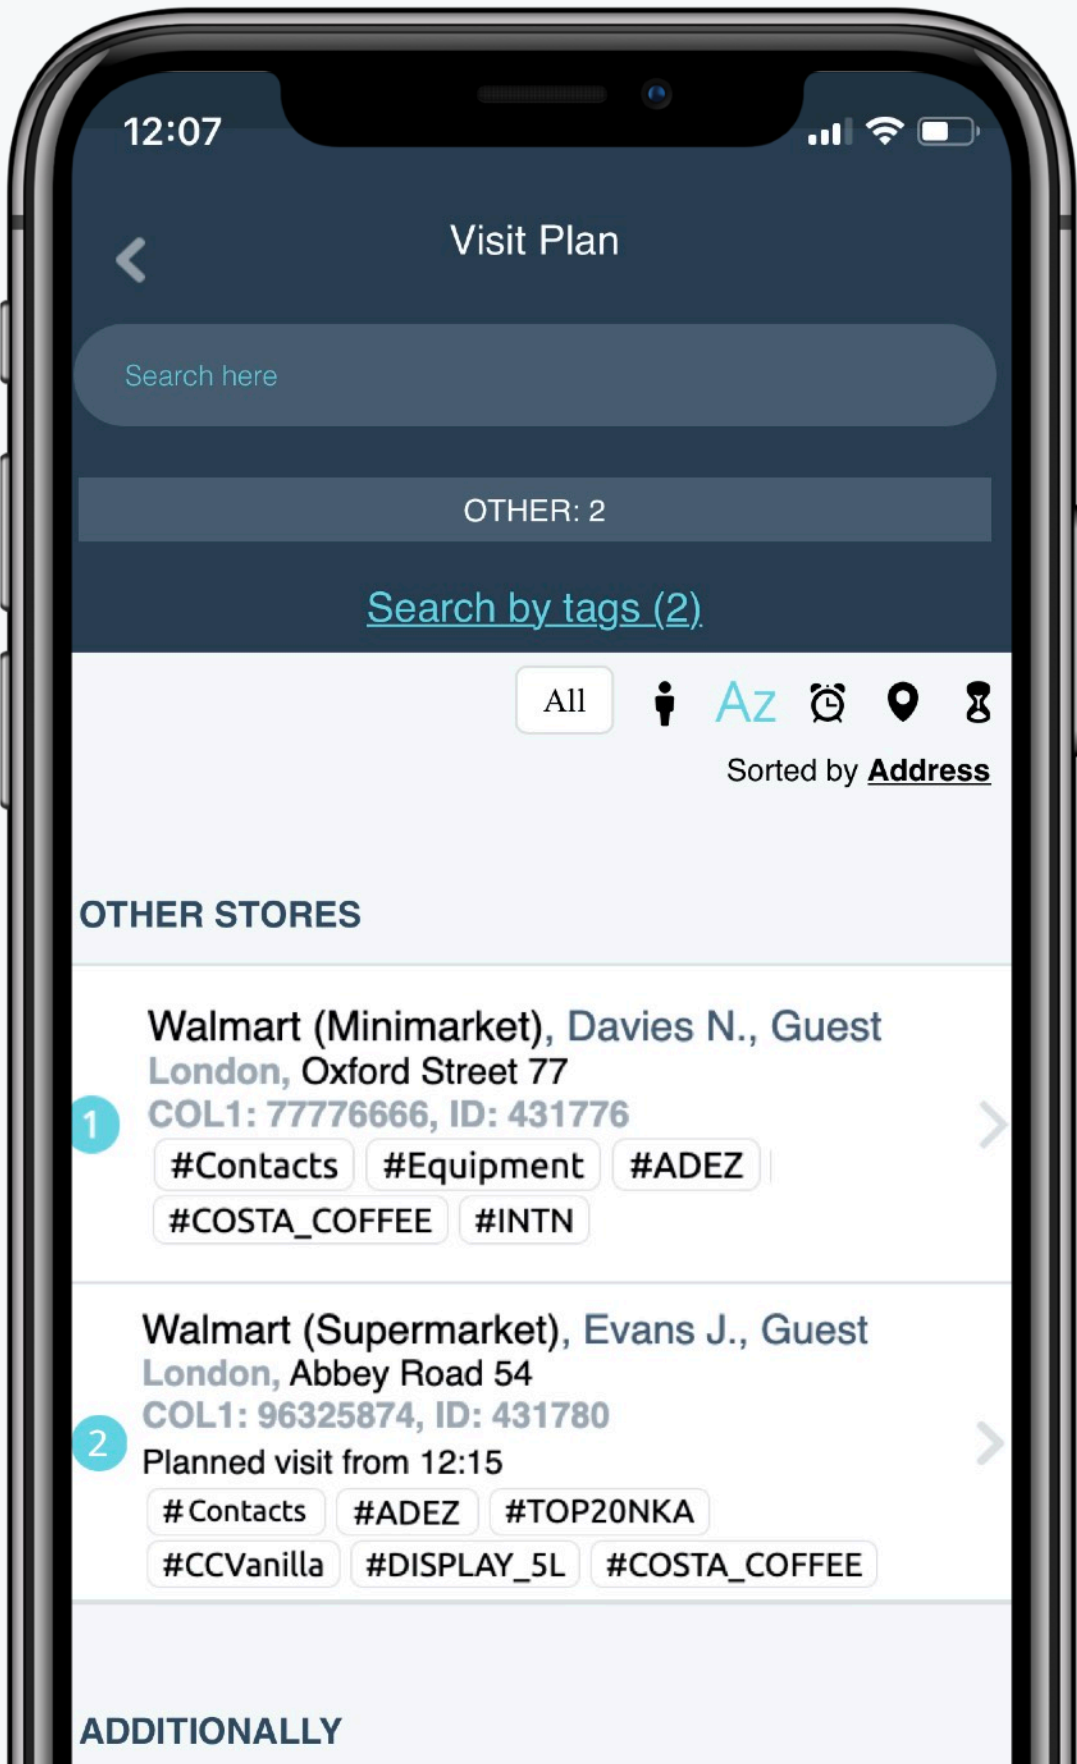 12:07
Visit Plan
Search here
OTHER: 2
Search by tags (2)
All Az
Sorted by Address
OTHER STORES
Walmart (Minimarket), Davies N., Guest
London, Oxford Street 77
1 COL1: 77776666, ID: 431776
#Contacts #Equipment #ADEZ
#COSTA_COFFEE #INTN
Walmart (Supermarket), Evans J., Guest
London, Abbey Road 54
COL1: 96325874, ID: 431780
2 Planned visit from 12:15
#Contacts #ADEZ #TOP20NKA
#CCVanilla #DISPLAY_5L #COSTA_COFFEE
ADDITIONALLY